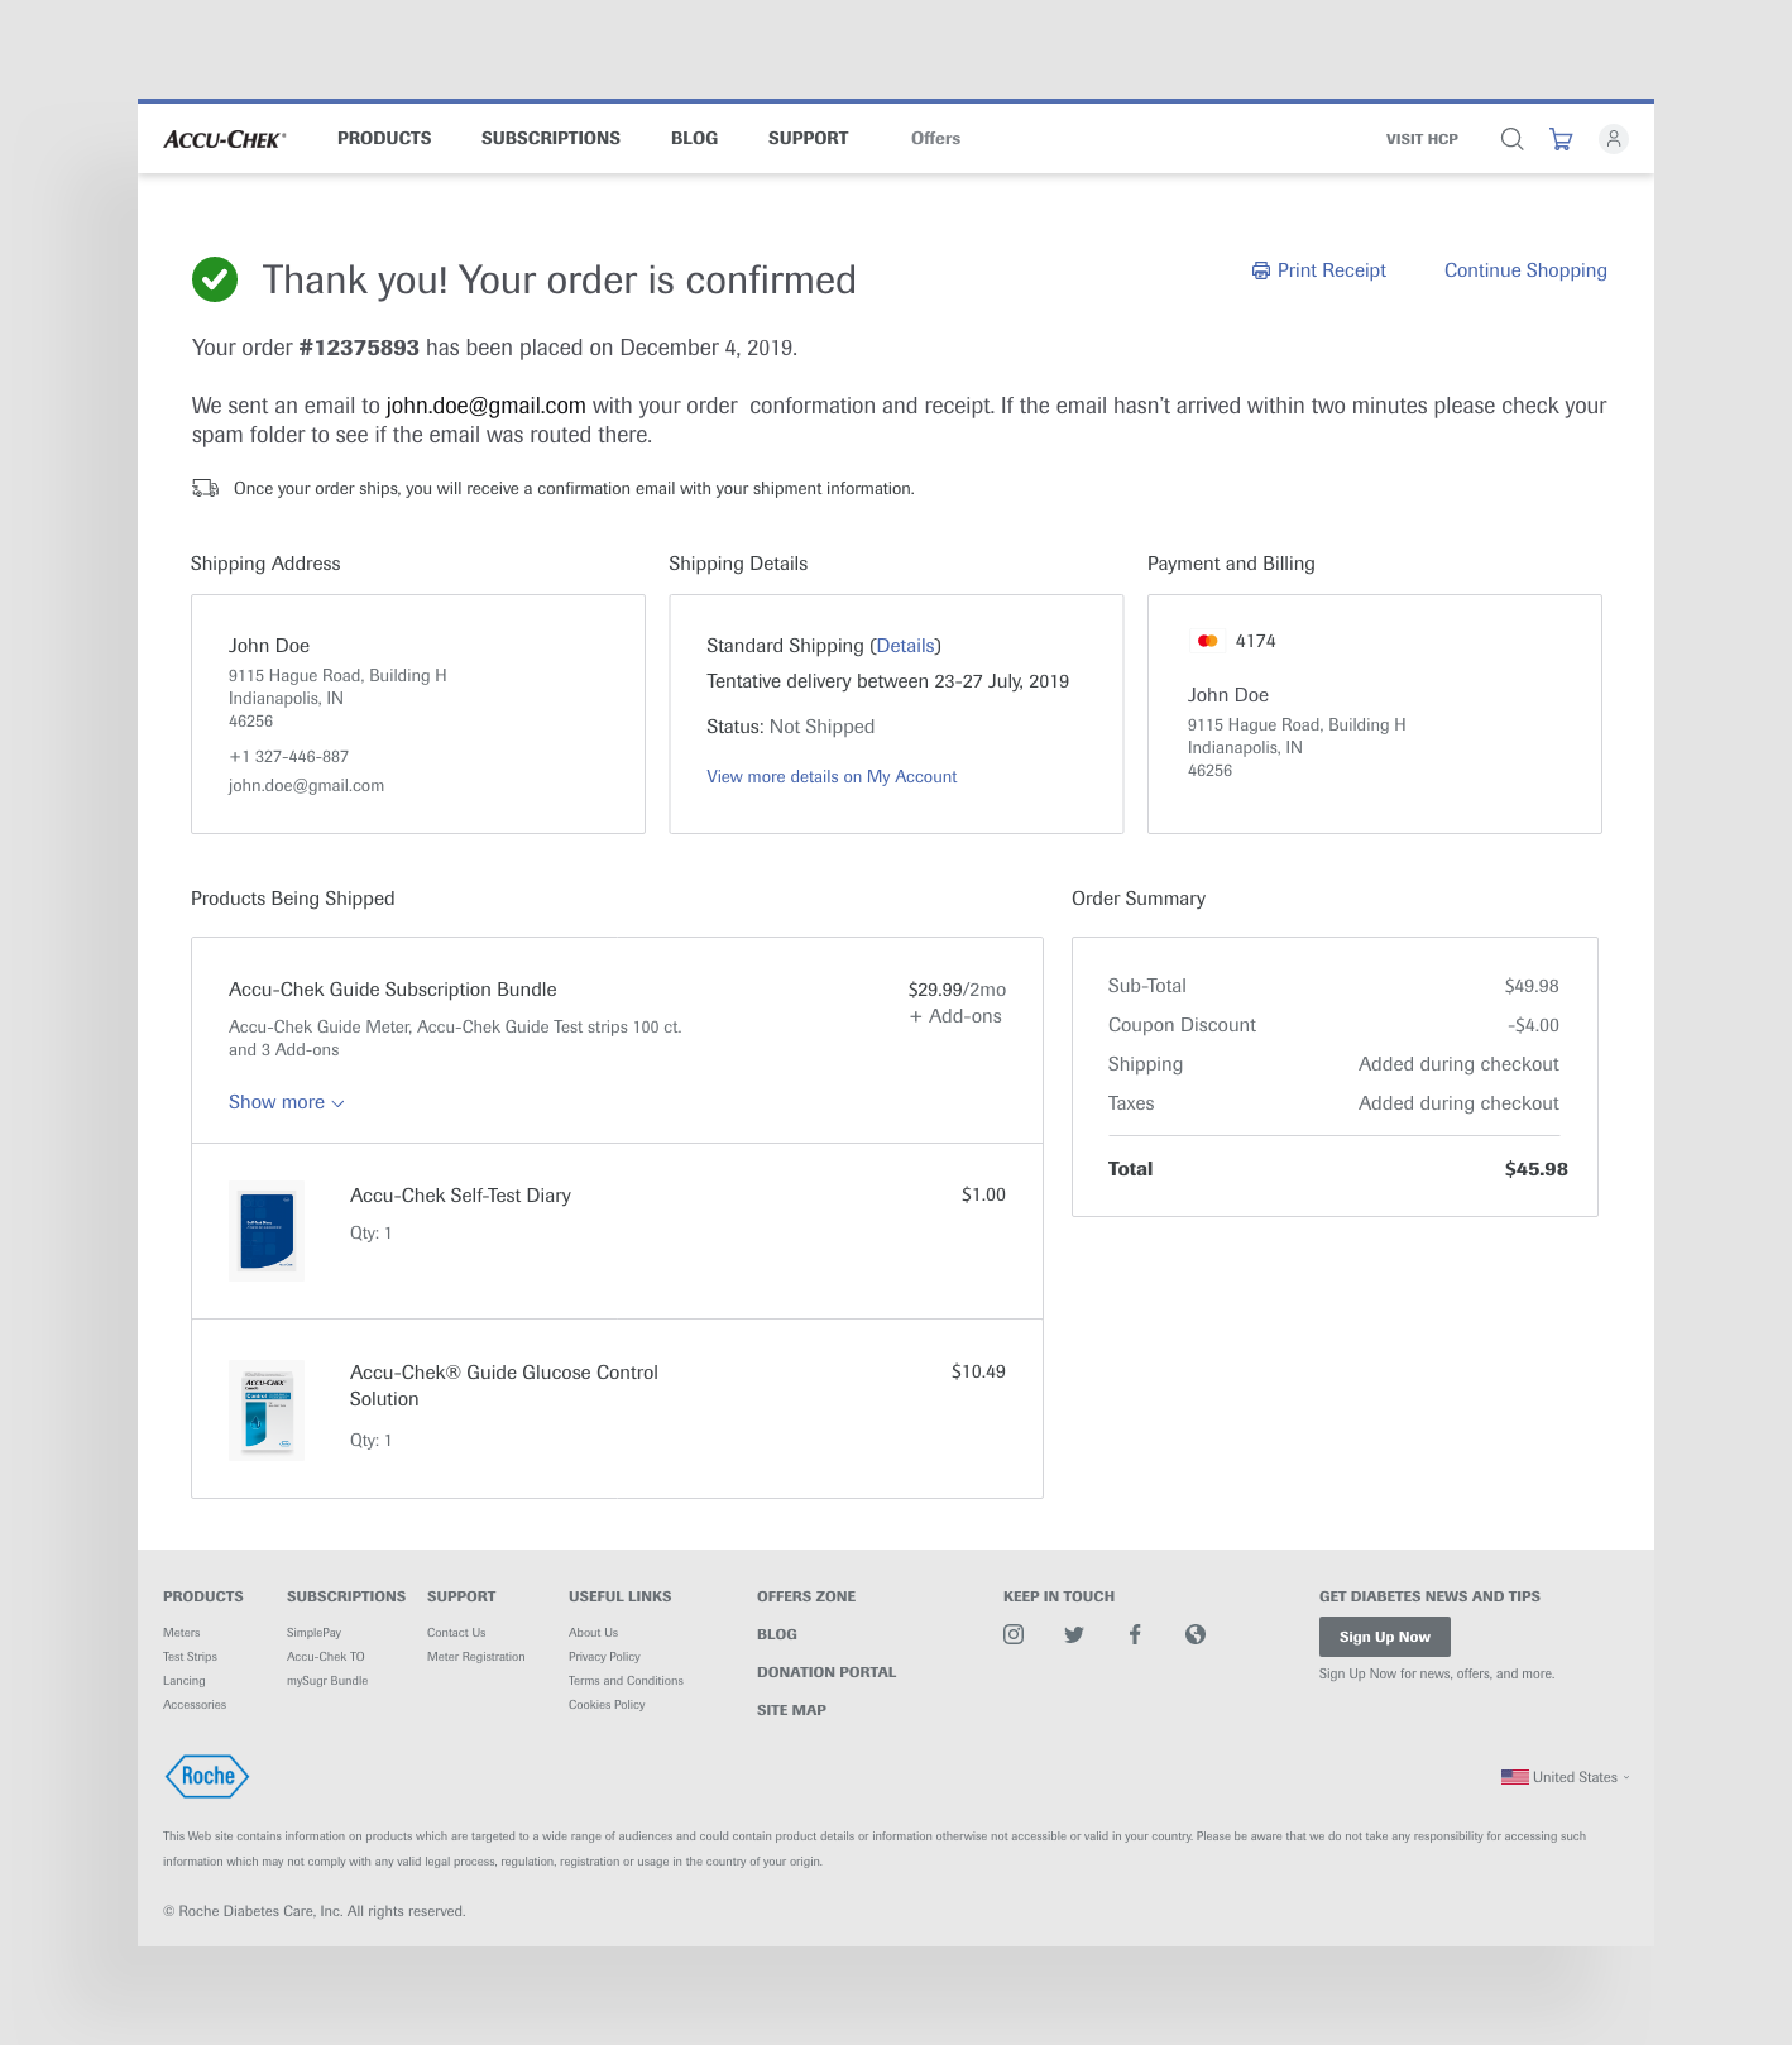 ACCU-CHEK® PRODUCTS SUBSCRIPTIONS BLOG SUPPORT Offers VISIT HCP
Thank you! Your order is confirmed
Print Receipt Continue Shopping
Your order #12375893 has been placed on December 4, 2019.
We sent an email to john.doe@gmail.com with your order conformation and receipt. If the email hasn’t arrived within two minutes please check your
spam folder to see if the email was routed there.
Once your order ships, you will receive a confirmation email with your shipment information.
Shipping Address
John Doe
9115 Hague Road, Building H
Indianapolis, IN
46256
+1 327-446-887
john.doe@gmail.com
Shipping Details
Standard Shipping (Details)
Tentative delivery between 23-27 July, 2019
Status: Not Shipped
View more details on My Account
Payment and Billing
4174
John Doe
9115 Hague Road, Building H
Indianapolis, IN
46256
Products Being Shipped
Accu-Chek Guide Subscription Bundle $29.99/2mo
+ Add-ons
Accu-Chek Guide Meter, Accu-Chek Guide Test strips 100 ct.
and 3 Add-ons
Show more
Accu-Chek Self-Test Diary $1.00
Qty: 1
Accu-Chek® Guide Glucose Control $10.49
Solution
Qty: 1
ACCU-CHEK
Control
Order Summary
Sub-Total $49.98
Coupon Discount -$4.00
Shipping Added during checkout
Taxes Added during checkout
Total $45.98
PRODUCTS
Meters
Test Strips
Lancing
Accessories
SUBSCRIPTIONS
SimplePay
Accu-Chek TO
mySugr Bundle
SUPPORT
Contact Us
Meter Registration
USEFUL LINKS
About Us
Privacy Policy
Terms and Conditions
Cookies Policy
OFFERS ZONE
BLOG
DONATION PORTAL
SITE MAP
KEEP IN TOUCH
GET DIABETES NEWS AND TIPS
Sign Up Now
Sign Up Now for news, offers, and more.
Roche
United States
This Web site contains information on products which are targeted to a wide range of audiences and could contain product details or information otherwise not accessible or valid in your country. Please be aware that we do not take any responsibility for accessing such
information which may not comply with any valid legal process, regulation, registration or usage in the country of your origin.
© Roche Diabetes Care, Inc. All rights reserved.